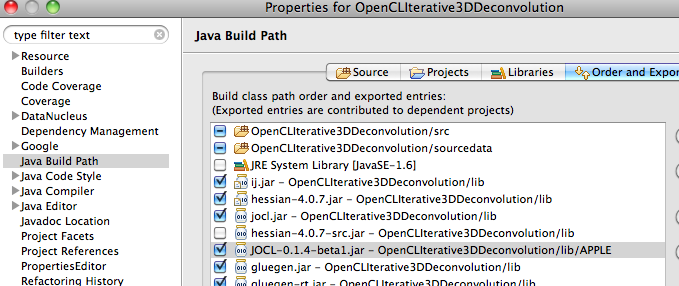 Properties for OpenCLIterative3DDeconvolution
type filter text
Resource
Builders
Code Coverage
Coverage
DataNucleus
Dependency Management
Google
Java Build Path
Java Code Style
Java Compiler
Java Editor
Javadoc Location
Project Facets
Project References
PropertiesEditor
Refactoring History
Java Build Path
Source
Projects
Libraries
Order and Expor
Build class path order and exported entries:
(Exported entries are contributed to dependent projects)
OpenCLIterative3DDeconvolution/src
OpenCLIterative3DDeconvolution/sourcedata
JRE System Library [JavaSE-1.6]
ij.jar - OpenCLIterative3DDeconvolution/lib
hessian-4.0.7.jar - OpenCLIterative3DDeconvolution/lib
jocl.jar - OpenCLIterative3DDeconvolution/lib
hessian-4.0.7-src.jar - OpenCLIterative3DDeconvolution/lib
JOCL-0.1.4-beta1.jar - OpenCLIterative3DDeconvolution/lib/APPLE
gluegen.jar - OpenCLIterative3DDeconvolution/lib
gluegen-rt.jar - OpenCLIterative3DDeconvolution/lib